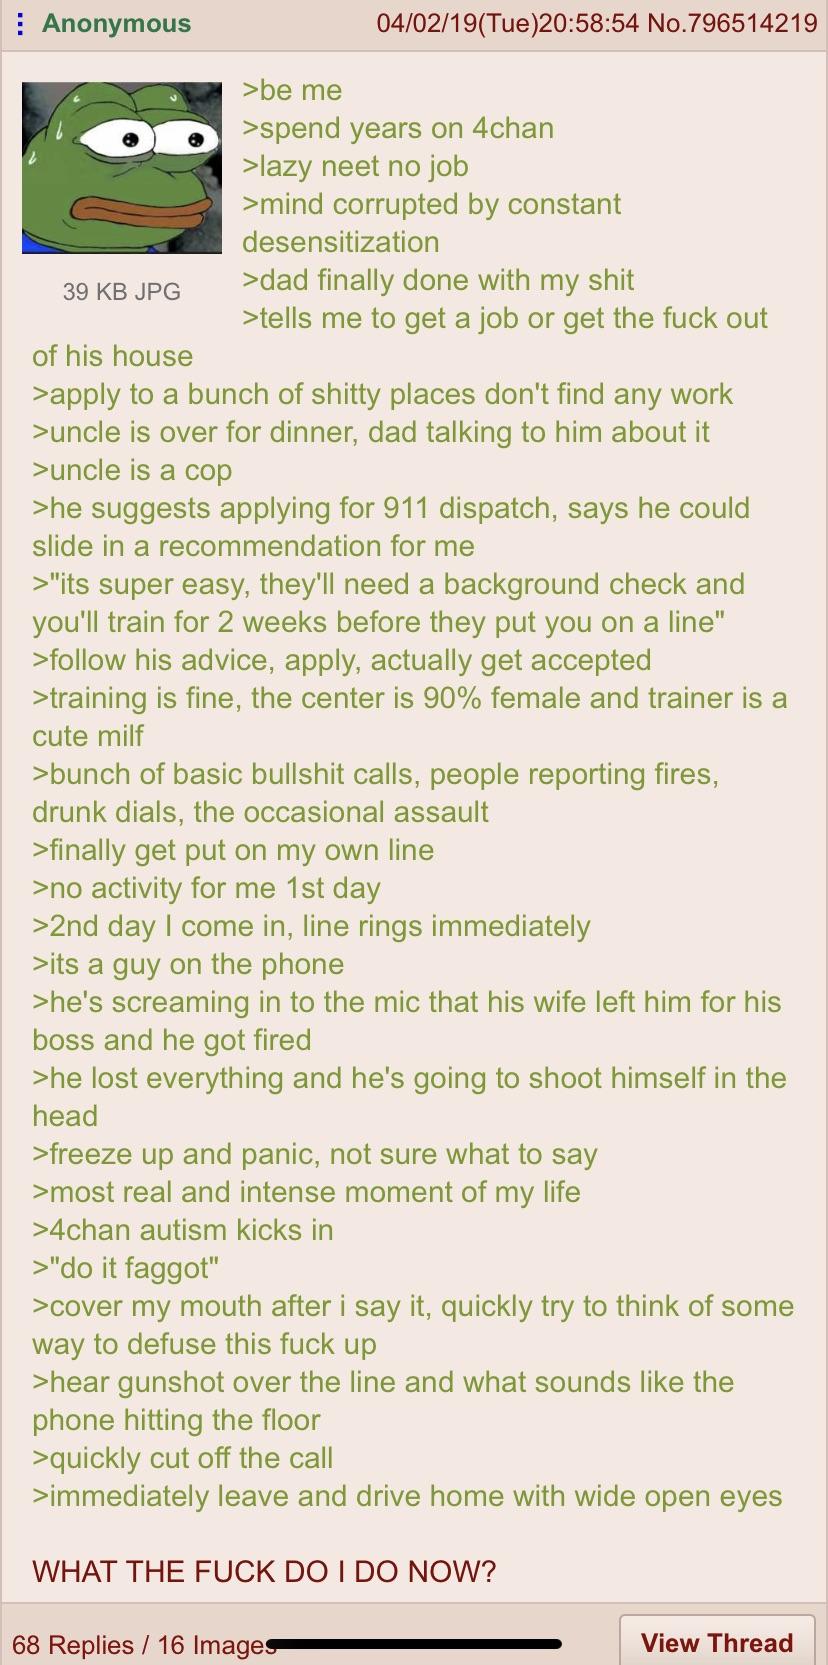 Anonymous 04/02/19(Tue)20:58:54 No.796514219
>be me
>spend years on 4chan
>lazy neet no job
>mind corrupted by constant
desensitization
39 KB JPG
>dad finally done with my shit
>tells me to get a job or get the fuck out
of his house
>apply to a bunch of shitty places don't find any work
>uncle is over for dinner, dad talking to him about it
>uncle is a cop
>he suggests applying for 911 dispatch, says he could
slide in a recommendation for me
>"its super easy, they'll need a background check and
you'll train for 2 weeks before they put you on a line"
>follow his advice, apply, actually get accepted
>training is fine, the center is 90% female and trainer is a
cute milf
>bunch of basic bullshit calls, people reporting fires,
drunk dials, the occasional assault
>finally get put on my own line
>no activity for me 1st day
>2nd day I come in, line rings immediately
>its a guy on the phone
>he's screaming in to the mic that his wife left him for his
boss and he got fired
>he lost everything and he's going to shoot himself in the
head
>freeze up and panic, not sure what to say
>most real and intense moment of my life
>4chan autism kicks in
>"do it faggot"
>cover my mouth after i say it, quickly try to think of some
way to defuse this fuck up
>hear gunshot over the line and what sounds like the
phone hitting the floor
>quickly cut off the call
>immediately leave and drive home with wide open eyes
WHAT THE FUCK DO I DO NOW?
68 Replies / 16 Images View Thread